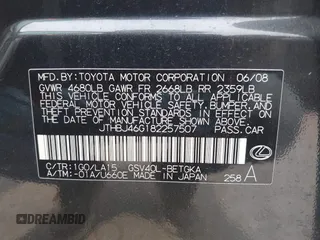 MFD. BY: TOYOTA MOTOR CORPORATION 06/08
GVWR 4680LB GAWR FR 2668LB RR 2359LB
THIS VEHICLE CONFORMS TO ALL APPLICABLE
FEDERAL MOTOR VEHICLE SAFETY,
BUMPER, AND THEFT PREVENTION STANDARDS
IN EFFECT ON THE DATE OF
MANUFACTURE SHOWN ABOVE.
JTHBJ46G182257507 PASS.CAR
C/TR:1G0/LA15 GSV40L-BETGKA
A/TM:-01A/U660E MADE IN JAPAN
258 A
DREAMBID